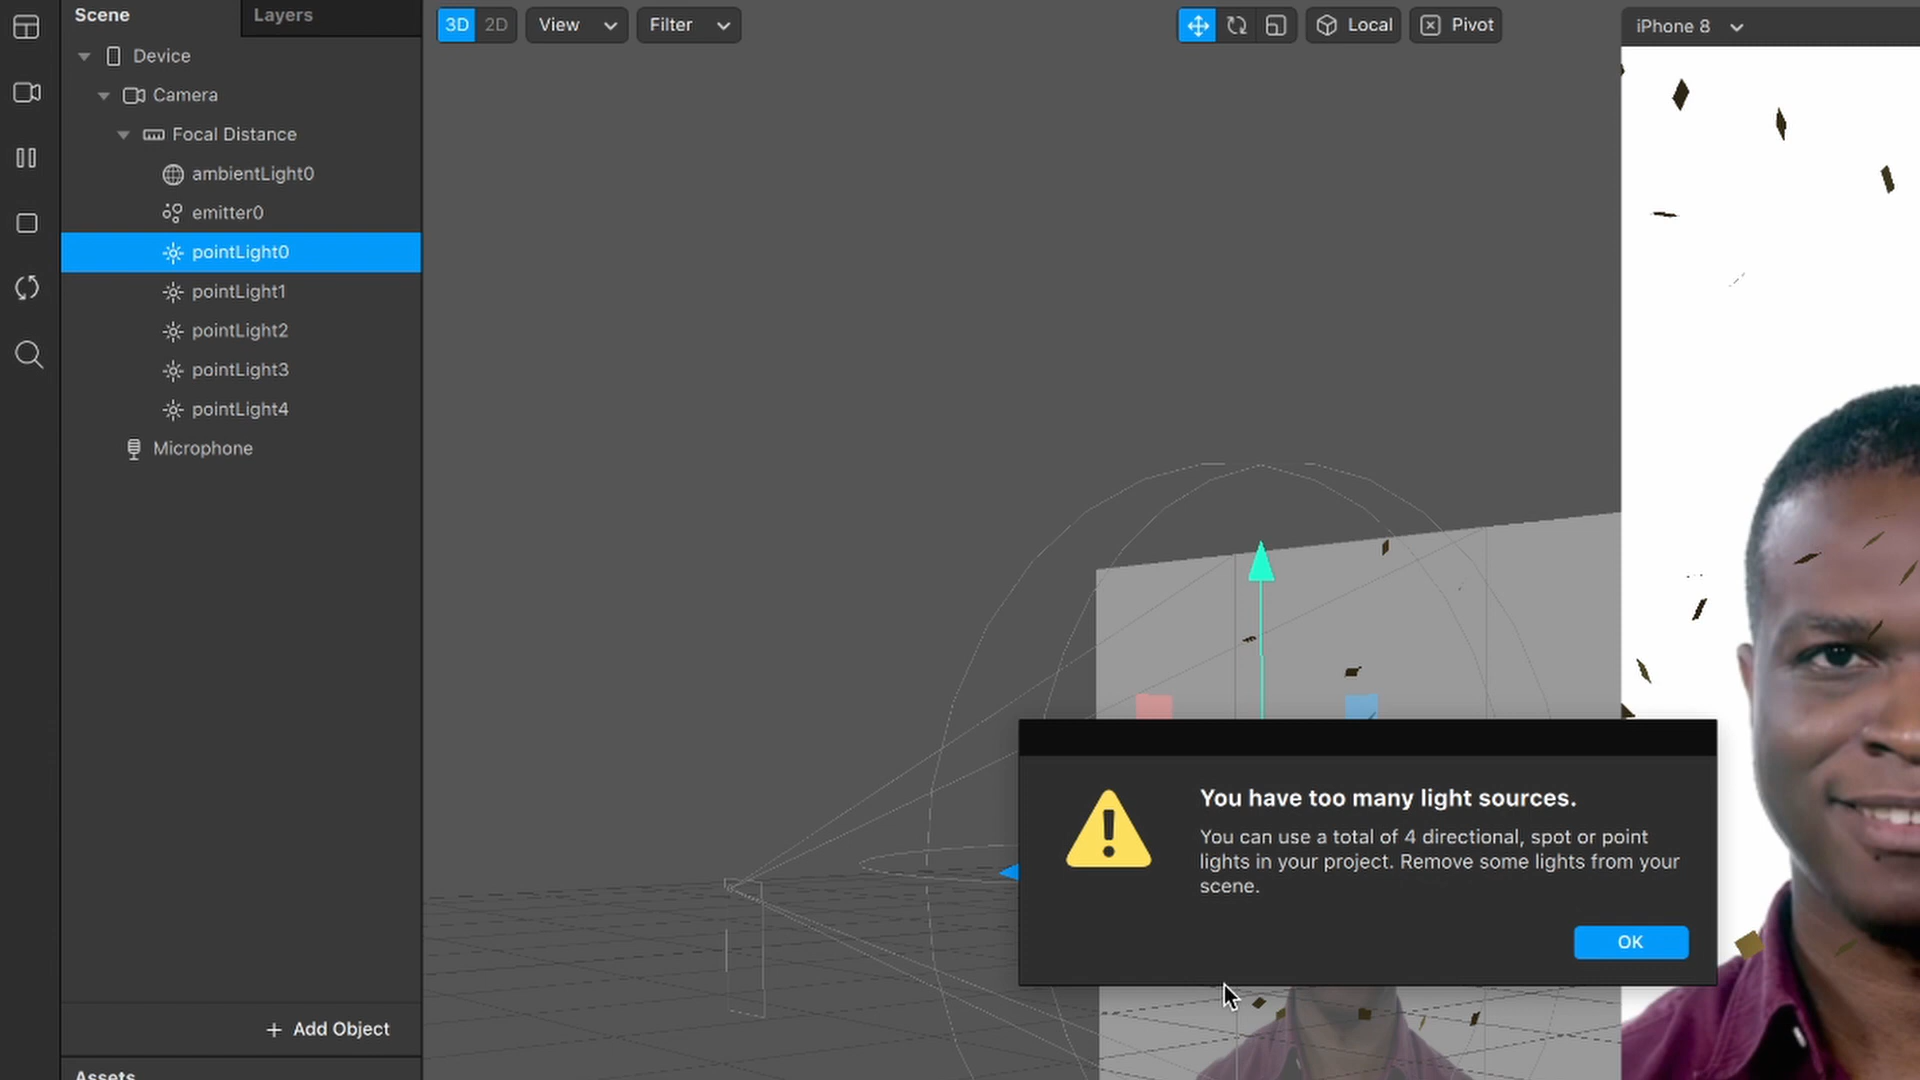 Scene
Layers
3D
2D
View
Filter
Local
Pivot
iPhone 8
Device
Camera
Focal Distance
ambientLight0
emitter0
pointLight0
pointLight1
pointLight2
pointLight3
pointLight4
Microphone
You have too many light sources.
You can use a total of 4 directional, spot or point
lights in your project. Remove some lights from your
scene.
OK
+ Add Object
Assets